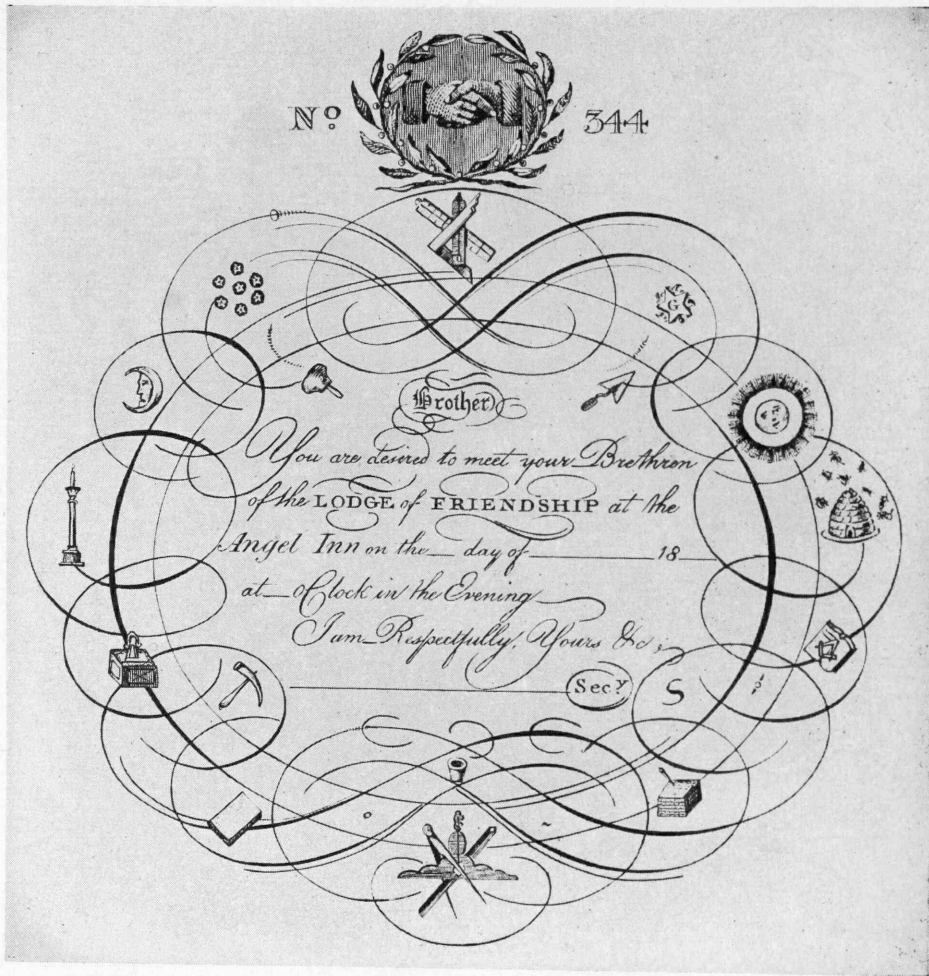 Nº 344
G
Brother
You are desired to meet your Brethren
of the LODGE of FRIENDSHIP at the
Angel Inn on the day of 18
at o'Clock in the Evening
I am Respectfully, Yours &c;
Secy